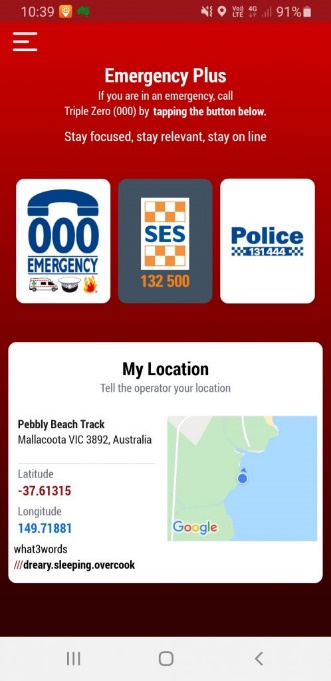 10:39
VoD LTE 4G 91%
Emergency Plus
If you are in an emergency, call
Triple Zero (000) by tapping the button below.
Stay focused, stay relevant, stay on line
000
EMERGENCY
SES
132 500
Police
131 444
My Location
Tell the operator your location
Pebbly Beach Track
Mallacoota VIC 3892, Australia
Latitude
-37.61315
Longitude
149.71881
what3words
///dreary.sleeping.overcook
Google